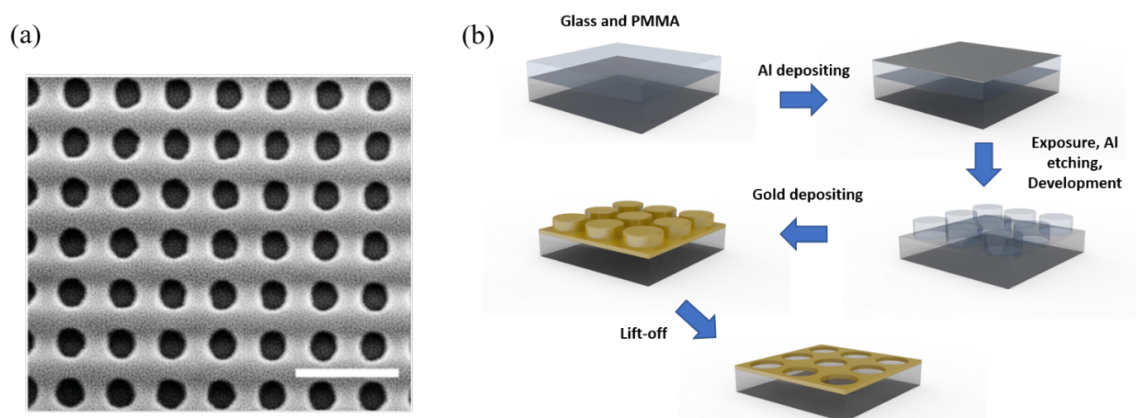 (a)
(b)
Glass and PMMA
Al depositing
Exposure, Al
etching,
Development
Gold depositing
Lift-off